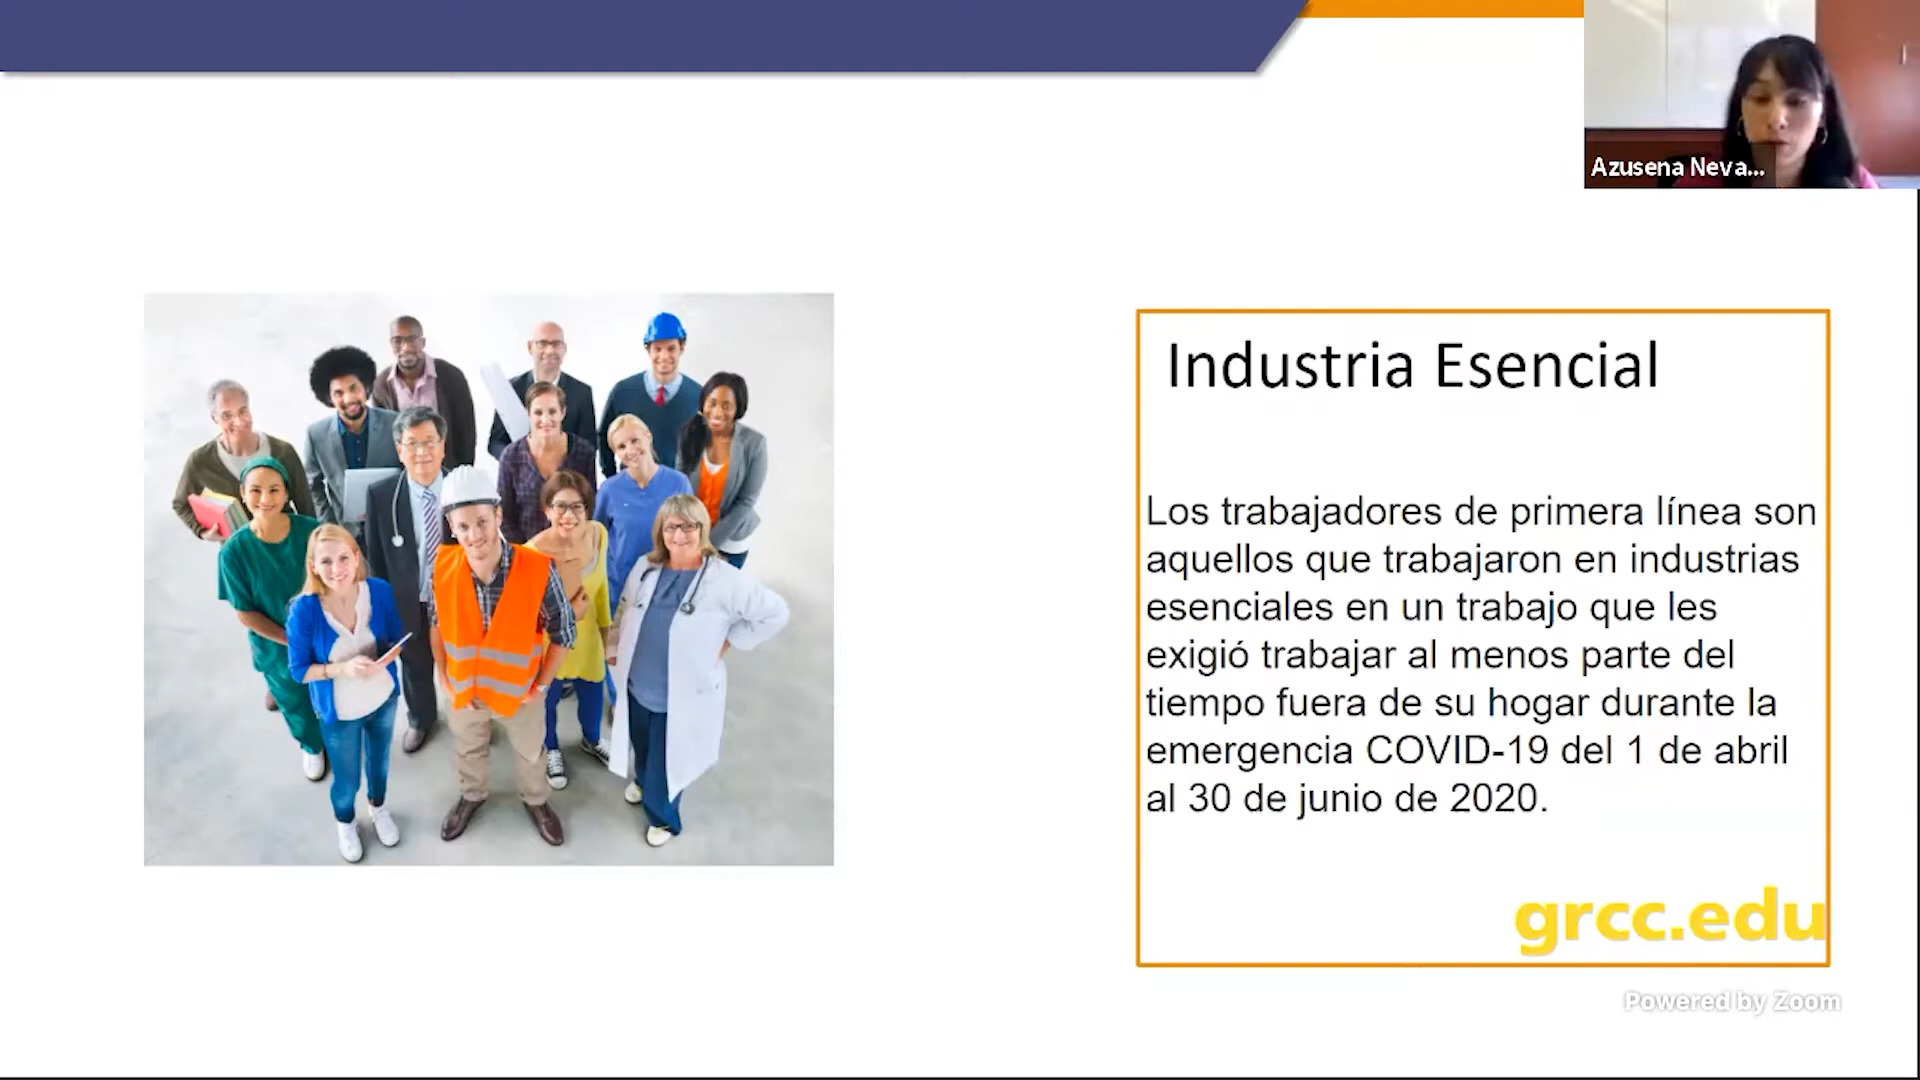 Azusena Neva...
Industria Esencial
Los trabajadores de primera línea son
aquellos que trabajaron en industrias
esenciales en un trabajo que les
exigió trabajar al menos parte del
tiempo fuera de su hogar durante la
emergencia COVID-19 del 1 de abril
al 30 de junio de 2020.
grcc.edu
Powered by Zoom